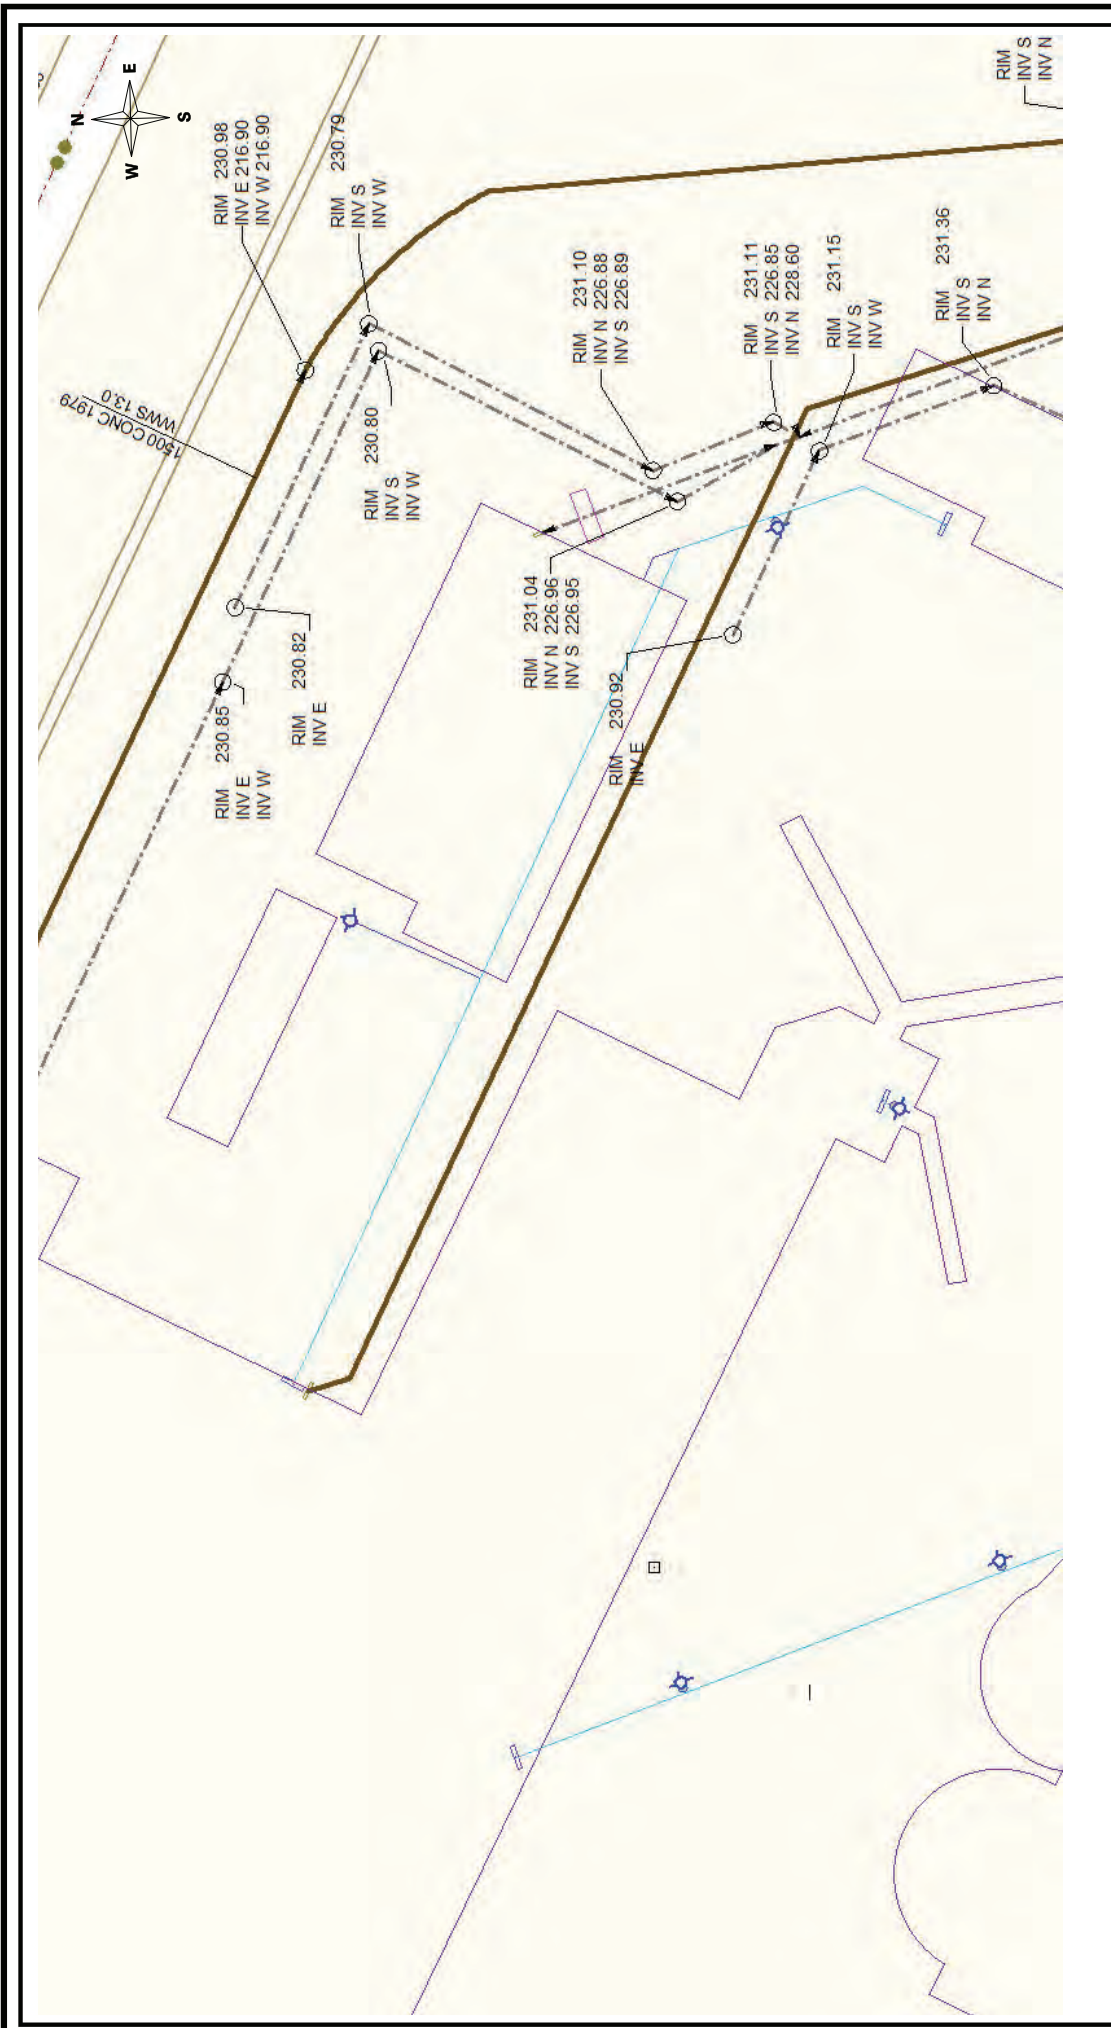 N
E
S
W
RIM 230.98
INV E 216.90
INV W 216.90
RIM 230.79
INV S
INV W
RIM
INV S
INV N
1500 CONC 1979
WWS 13.0
RIM 230.80
INV S
INV W
RIM 231.10
INV N 226.88
INV S 226.89
RIM 231.11
INV S 226.85
INV N 228.60
RIM 231.15
INV S
INV W
RIM 231.36
INV S
INV N
RIM 230.85
INV E
INV W
RIM 230.82
INV E
RIM 231.04
INV N 226.96
INV S 226.95
RIM 230.92
INV E